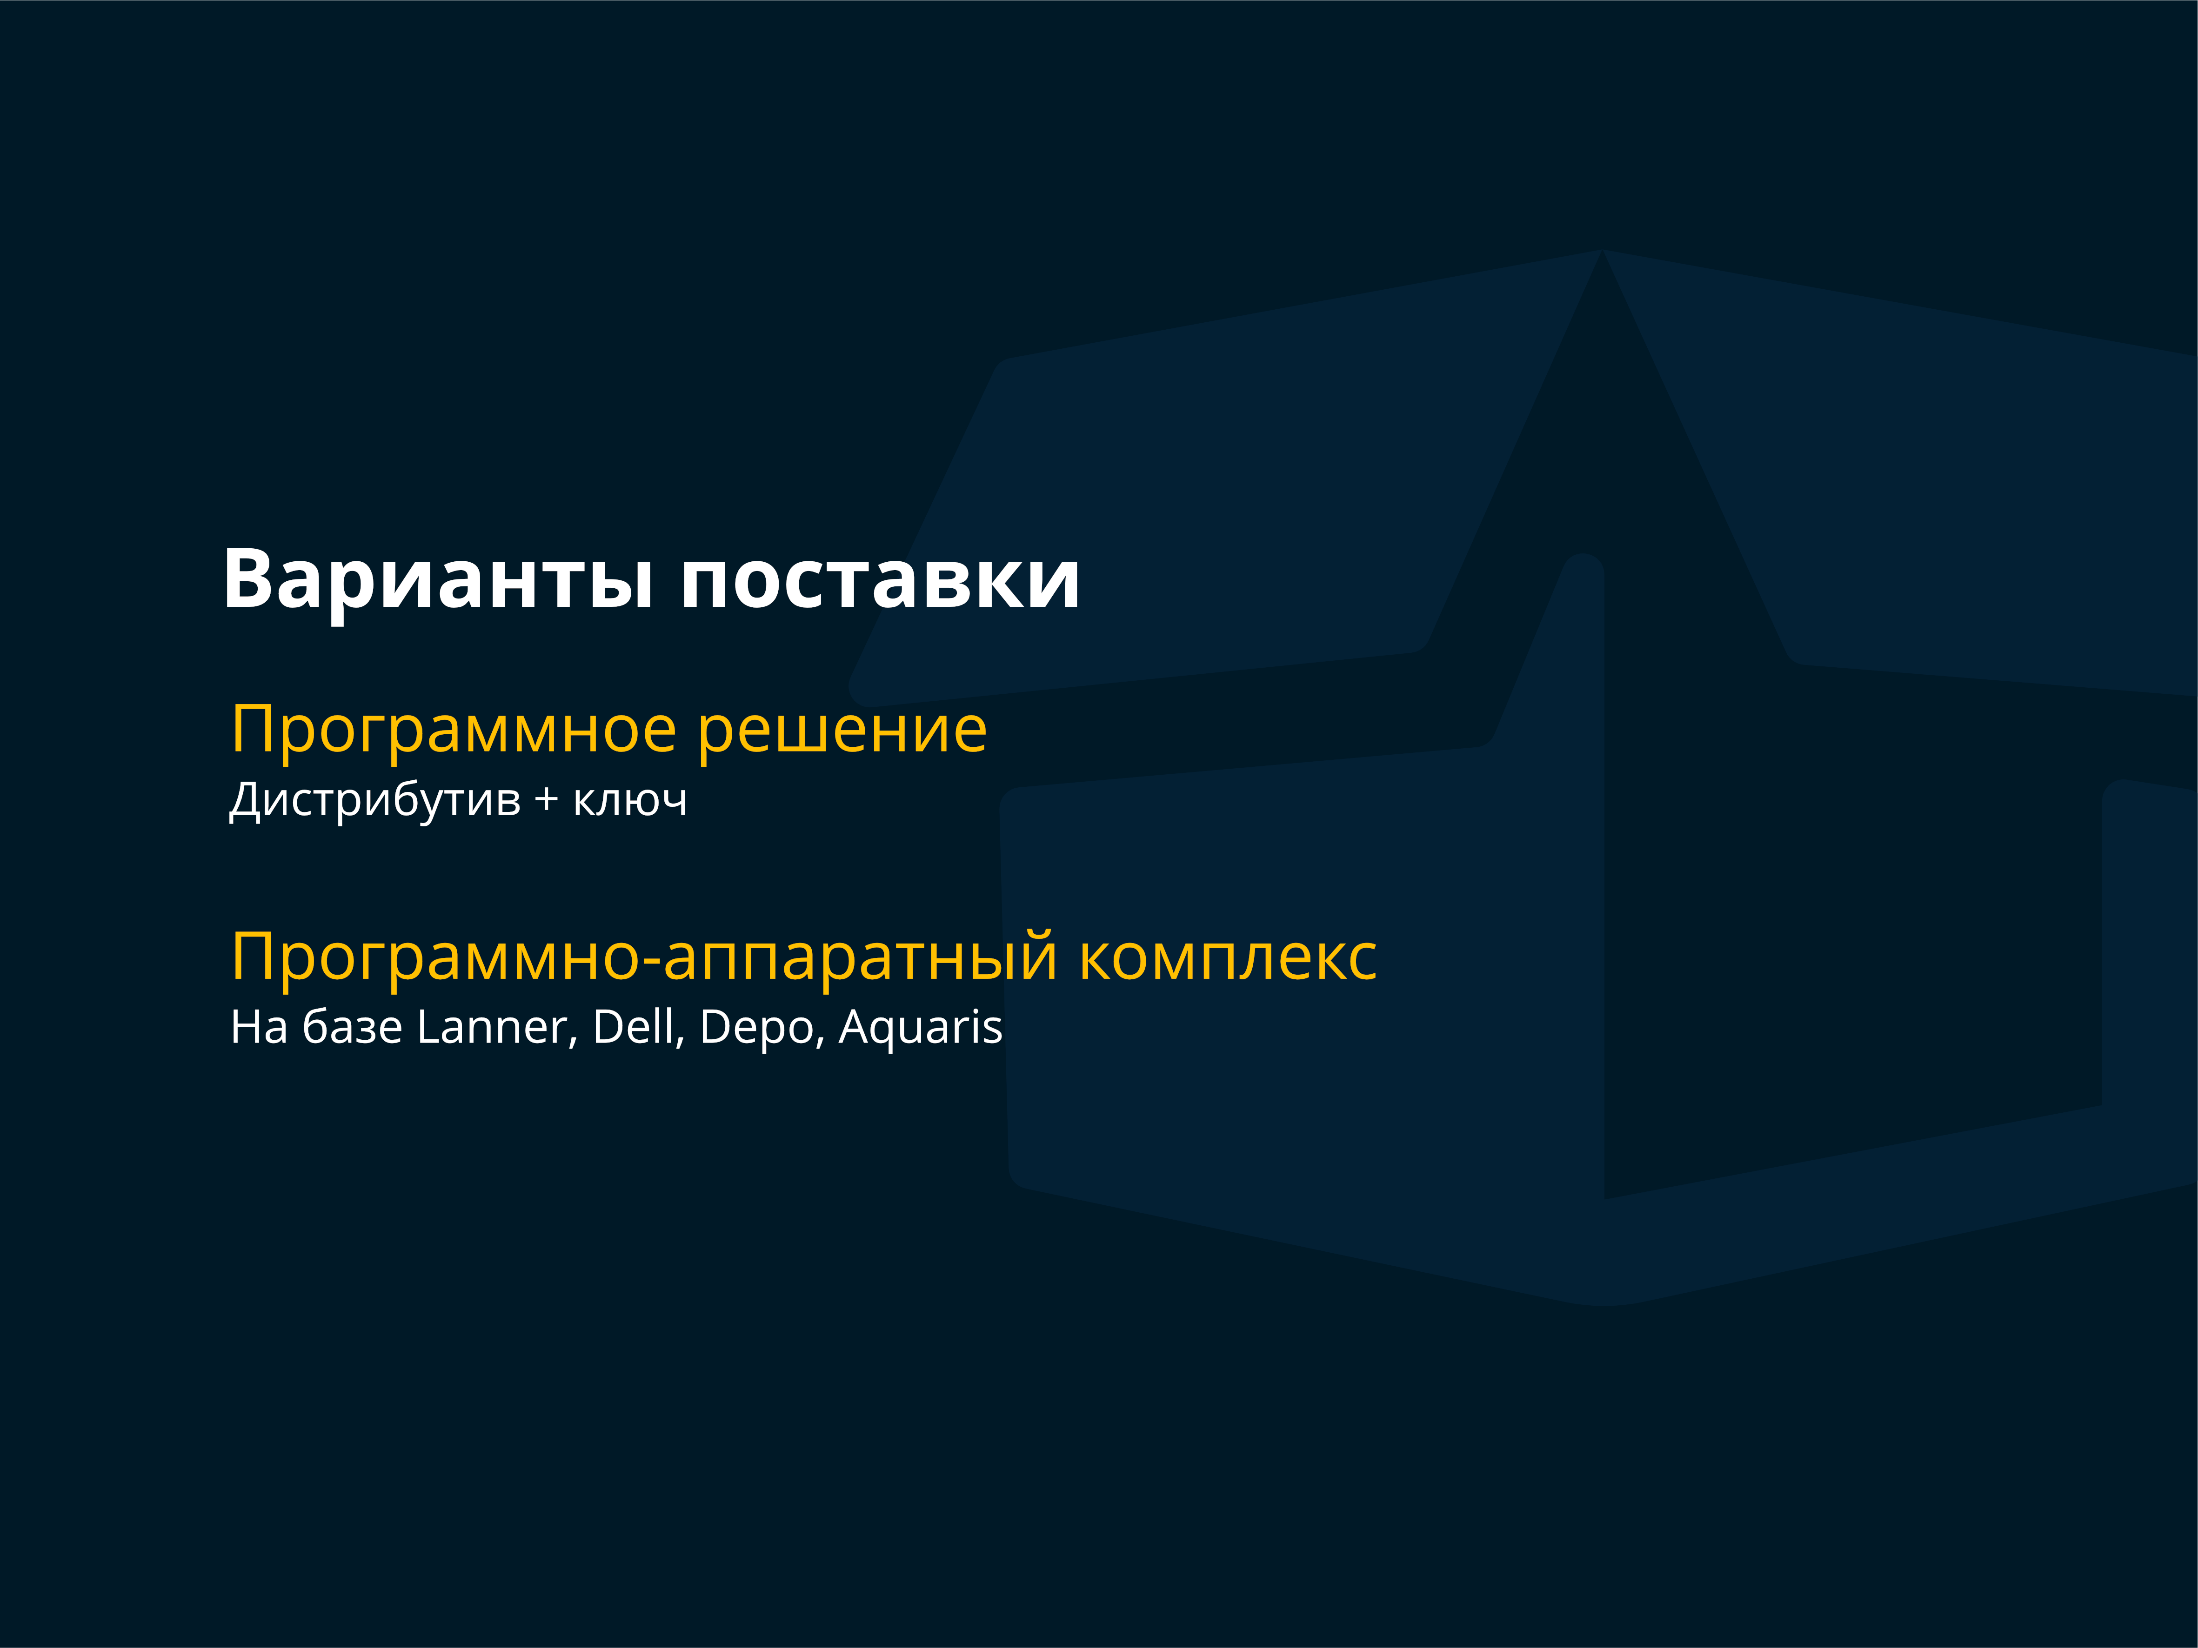 Варианты поставки
Программное решение
Дистрибутив + ключ
Программно-аппаратный комплекс
На базе Lanner, Dell, Depo, Aquaris